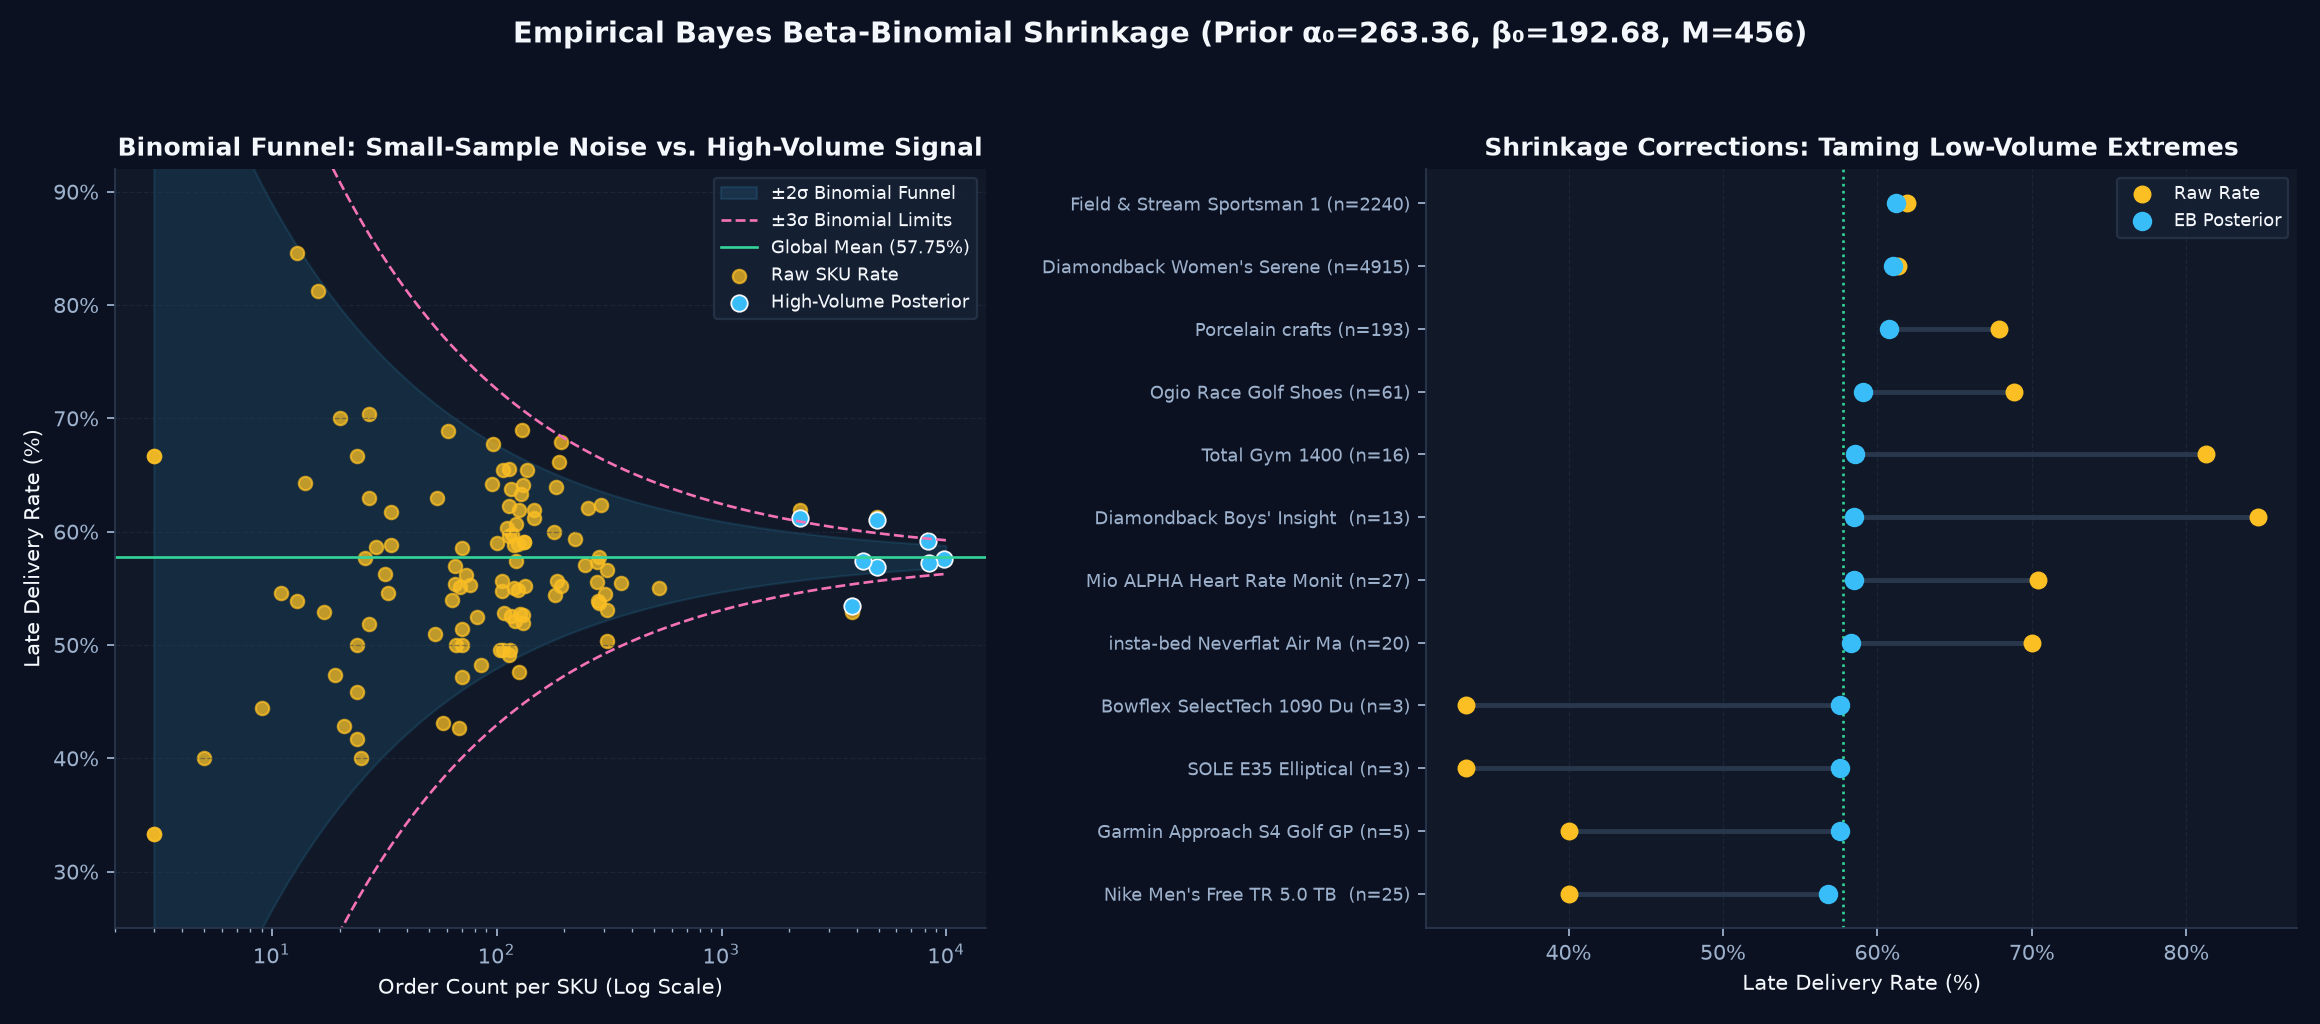 Empirical Bayes Beta-Binomial Shrinkage (Prior α₀=263.36, β₀=192.68, M=456)
Binomial Funnel: Small-Sample Noise vs. High-Volume Signal
±2σ Binomial Funnel
±3σ Binomial Limits
Global Mean (57.75%)
Raw SKU Rate
High-Volume Posterior
Late Delivery Rate (%)
90%
80%
70%
60%
50%
40%
30%
10¹
10²
10³
10⁴
Order Count per SKU (Log Scale)
Shrinkage Corrections: Taming Low-Volume Extremes
Raw Rate
EB Posterior
Field & Stream Sportsman 1 (n=2240)
Diamondback Women's Serene (n=4915)
Porcelain crafts (n=193)
Ogio Race Golf Shoes (n=61)
Total Gym 1400 (n=16)
Diamondback Boys' Insight  (n=13)
Mio ALPHA Heart Rate Monit (n=27)
insta-bed Neverflat Air Ma (n=20)
Bowflex SelectTech 1090 Du (n=3)
SOLE E35 Elliptical (n=3)
Garmin Approach S4 Golf GP (n=5)
Nike Men's Free TR 5.0 TB  (n=25)
40%
50%
60%
70%
80%
Late Delivery Rate (%)